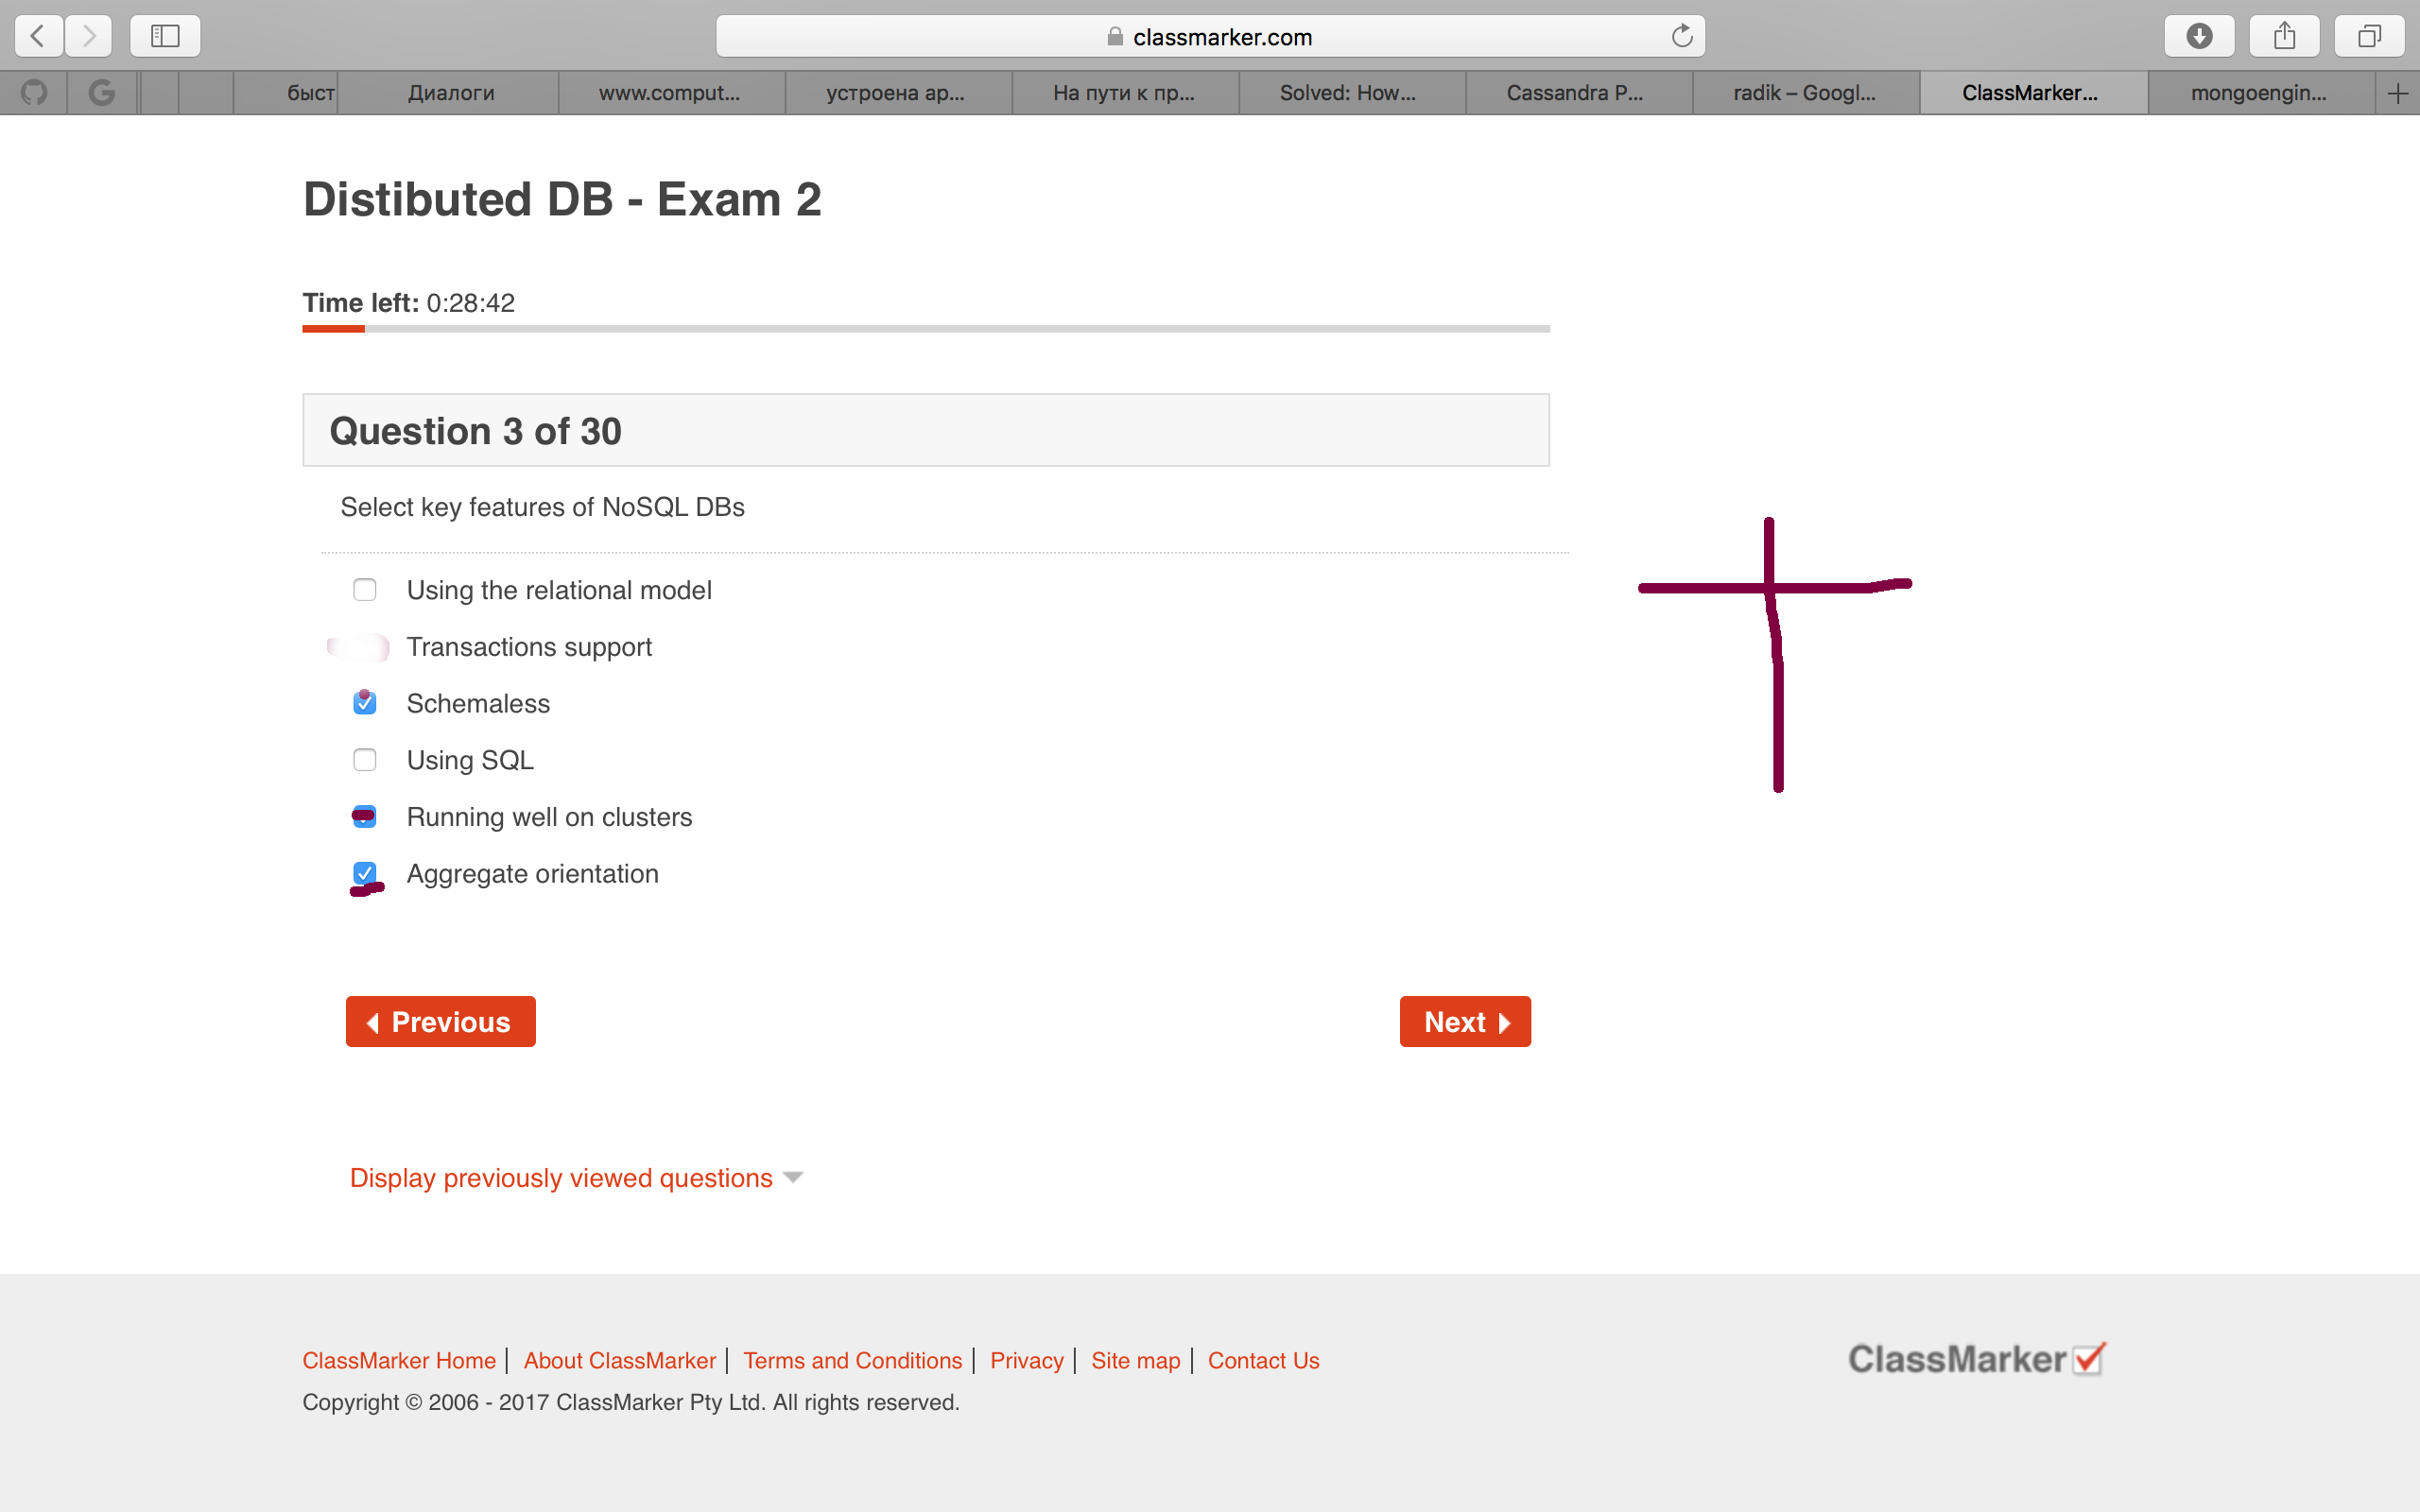 classmarker.com
быст Диалоги www.comput... устроена ар... На пути к пр... Solved: How... Cassandra P... radik – Googl... ClassMarker... mongoengin...
Distibuted DB - Exam 2
Time left: 0:28:42
Question 3 of 30
Select key features of NoSQL DBs
Using the relational model
Transactions support
Schemaless
Using SQL
Running well on clusters
Aggregate orientation
Previous Next
Display previously viewed questions
ClassMarker Home | About ClassMarker | Terms and Conditions | Privacy | Site map | Contact Us ClassMarker
Copyright © 2006 - 2017 ClassMarker Pty Ltd. All rights reserved.